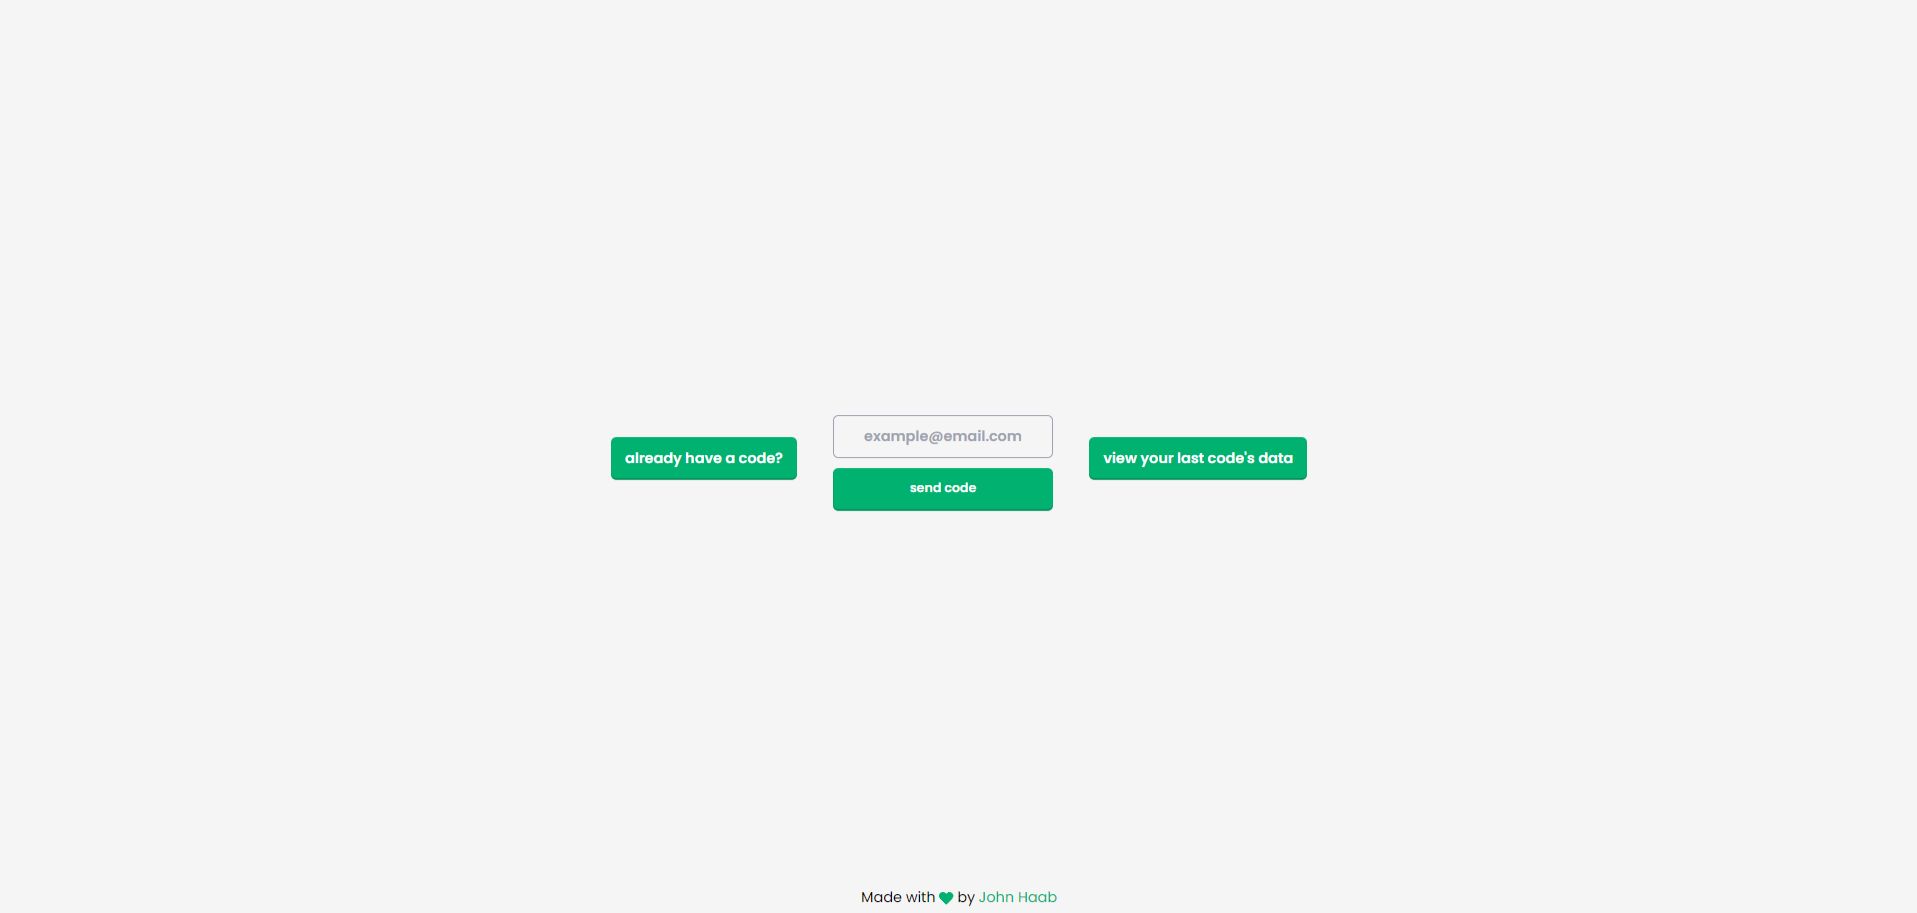 already have a code?
example@email.com
send code
view your last code's data
Made with by John Haab